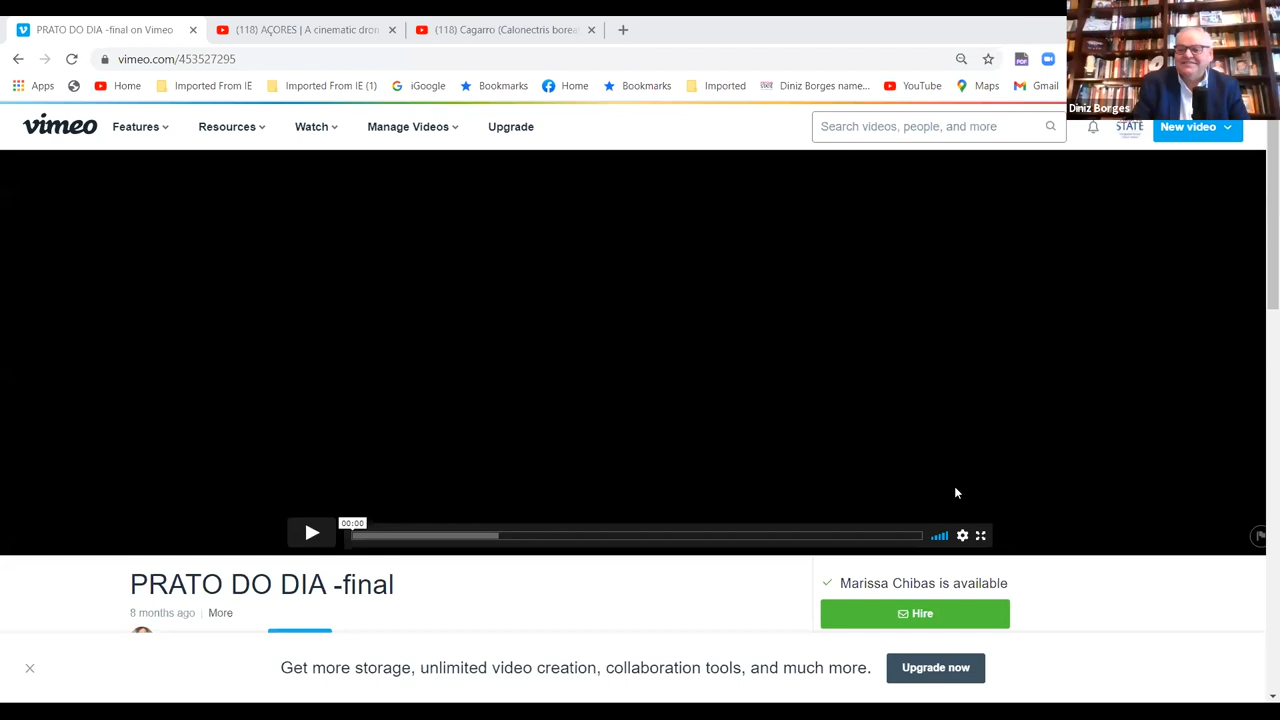 PRATO DO DIA -final on Vimeo
(118) AÇORES | A cinematic dron
(118) Cagarro (Calonectris boreal
vimeo.com/453527295
Apps
Home
Imported From IE
Imported From IE (1)
iGoogle
Bookmarks
Home
Bookmarks
Imported
Diniz Borges name...
YouTube
Maps
Gmail
Diniz Borges
vimeo
Features
Resources
Watch
Manage Videos
Upgrade
Search videos, people, and more
STATE
New video
00:00
PRATO DO DIA -final
8 months ago
More
Marissa Chibas is available
Hire
Get more storage, unlimited video creation, collaboration tools, and much more.
Upgrade now